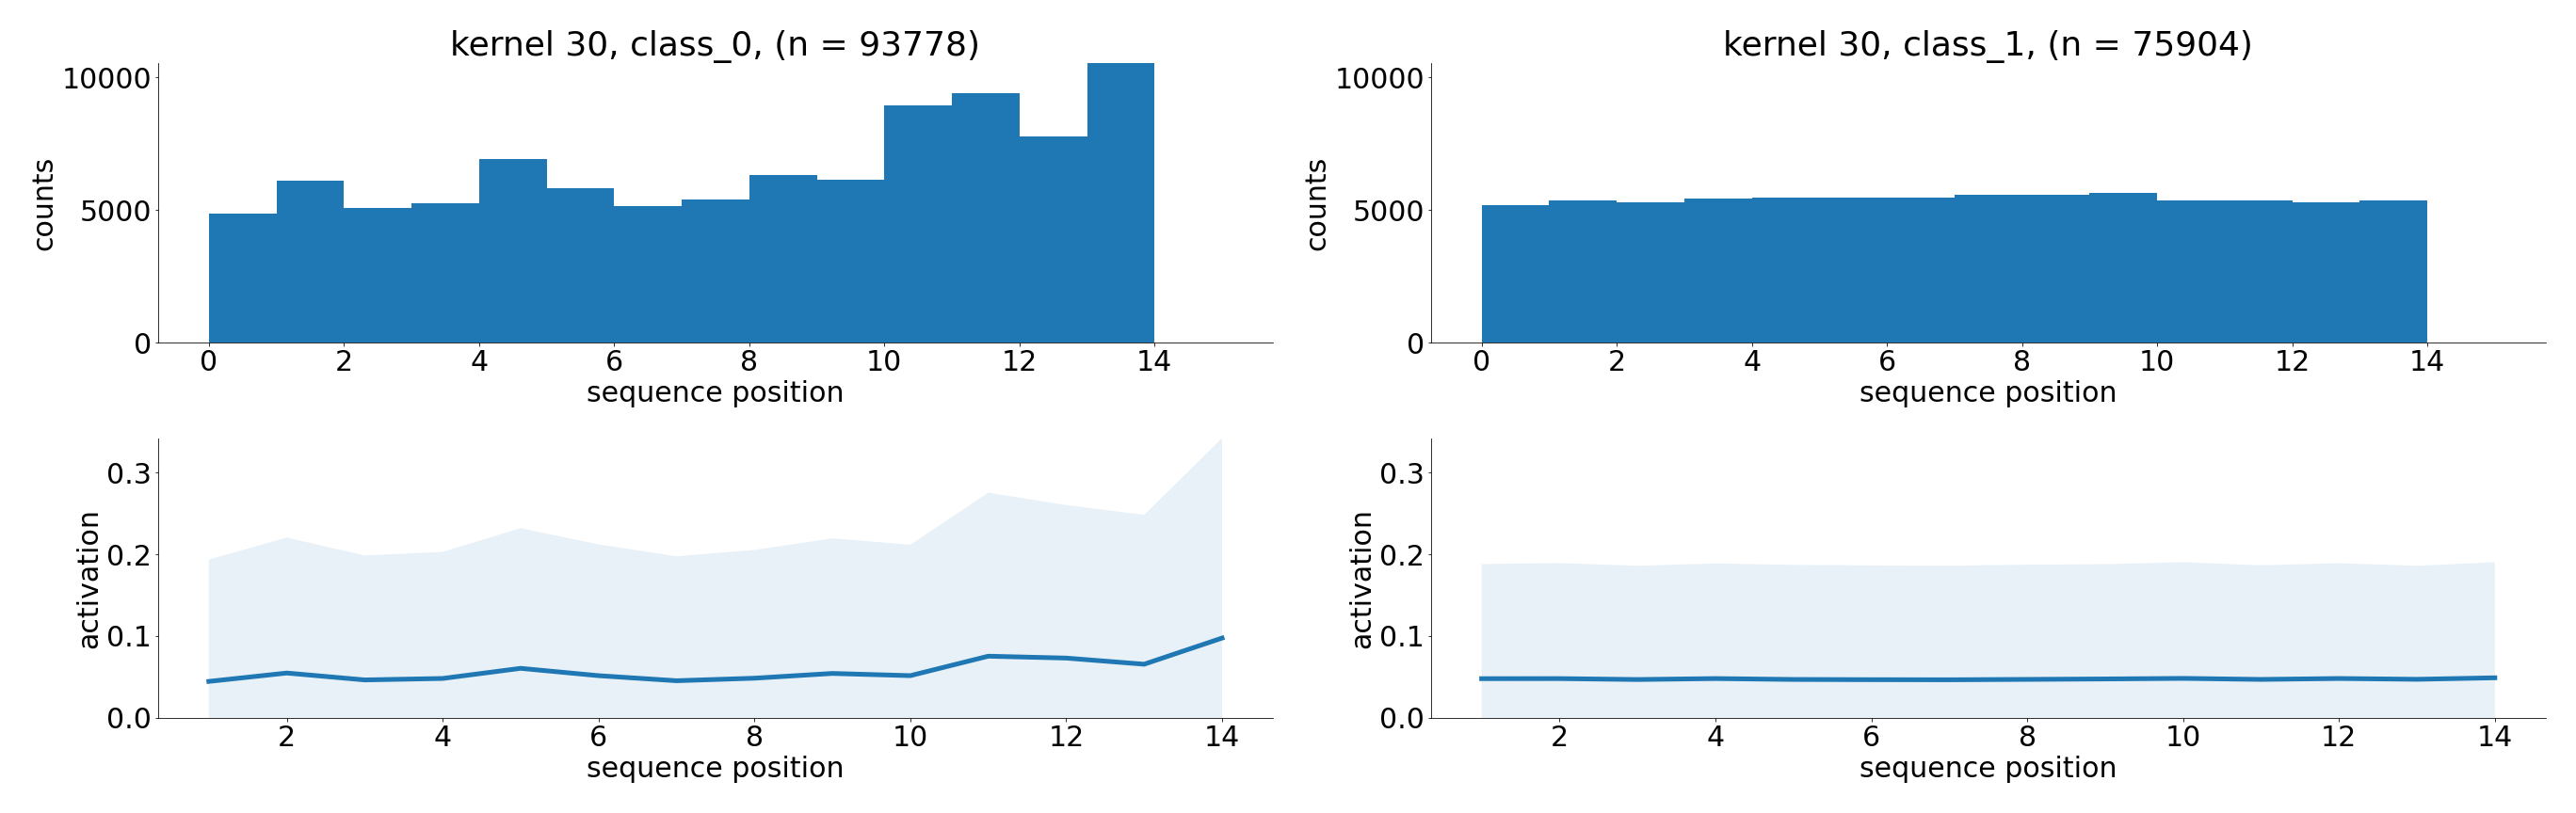 kernel 30, class_0, (n = 93778)
10000
5000
0
counts
0 2 4 6 8 10 12 14
sequence position
kernel 30, class_1, (n = 75904)
10000
5000
0
counts
0 2 4 6 8 10 12 14
sequence position
0.3
0.2
0.1
0.0
activation
2 4 6 8 10 12 14
sequence position
0.3
0.2
0.1
0.0
activation
2 4 6 8 10 12 14
sequence position